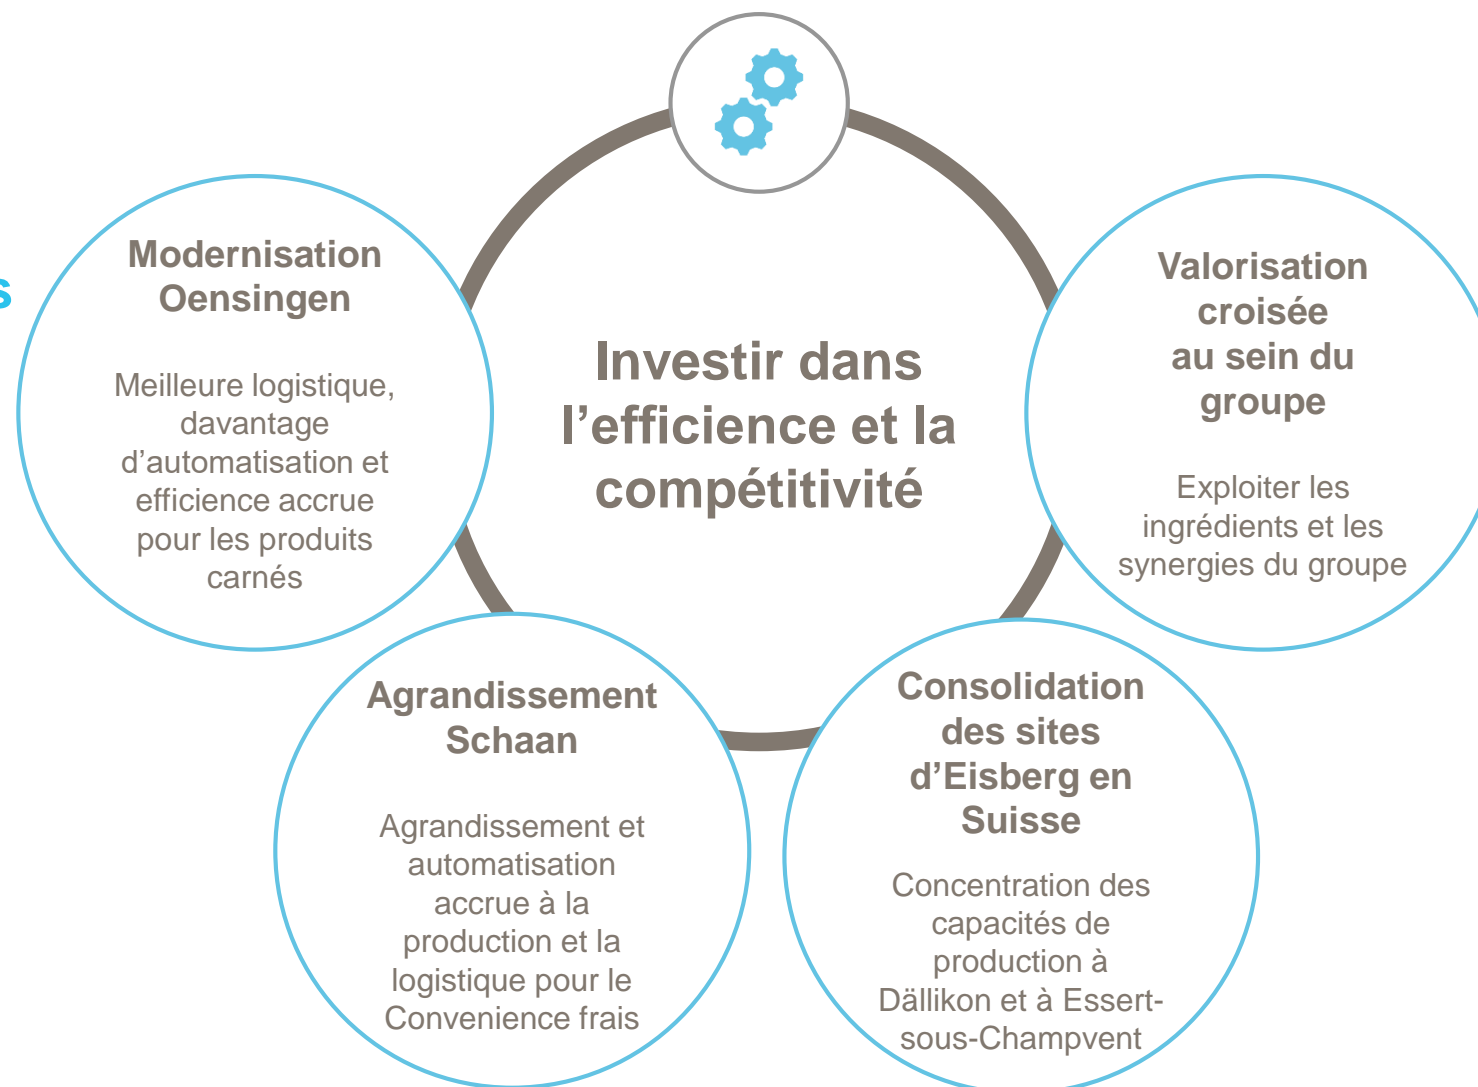 Modernisation
Oensingen
Meilleure logistique,
davantage
d’automatisation et
efficience accrue
pour les produits
carnés
Investir dans
l’efficience et la
compétitivité
Valorisation
croisée
au sein du
groupe
Exploiter les
ingrédients et les
synergies du groupe
Agrandissement
Schaan
Agrandissement et
automatisation
accrue à la
production et la
logistique pour le
Convenience frais
Consolidation
des sites
d’Eisberg en
Suisse
Concentration des
capacités de
production à
Dällikon et à Essert-
sous-Champvent